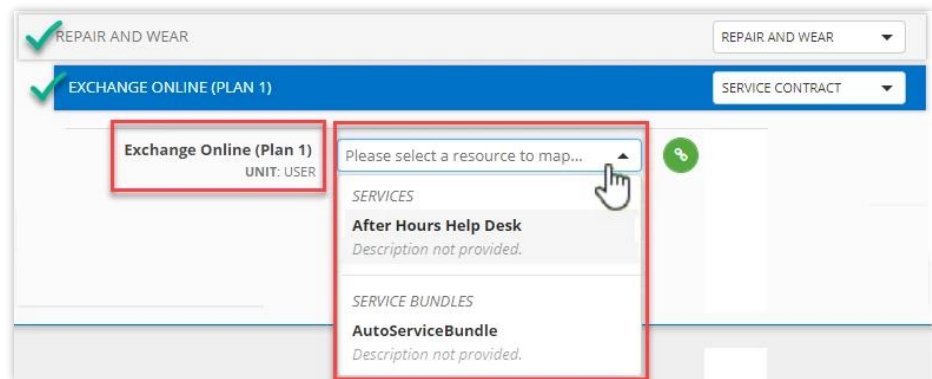 REPAIR AND WEAR
REPAIR AND WEAR
EXCHANGE ONLINE (PLAN 1)
SERVICE CONTRACT
Exchange Online (Plan 1)
Please select a resource to map...
UNIT: USER
SERVICES
After Hours Help Desk
Description not provided.
SERVICE BUNDLES
AutoServiceBundle
Description not provided.